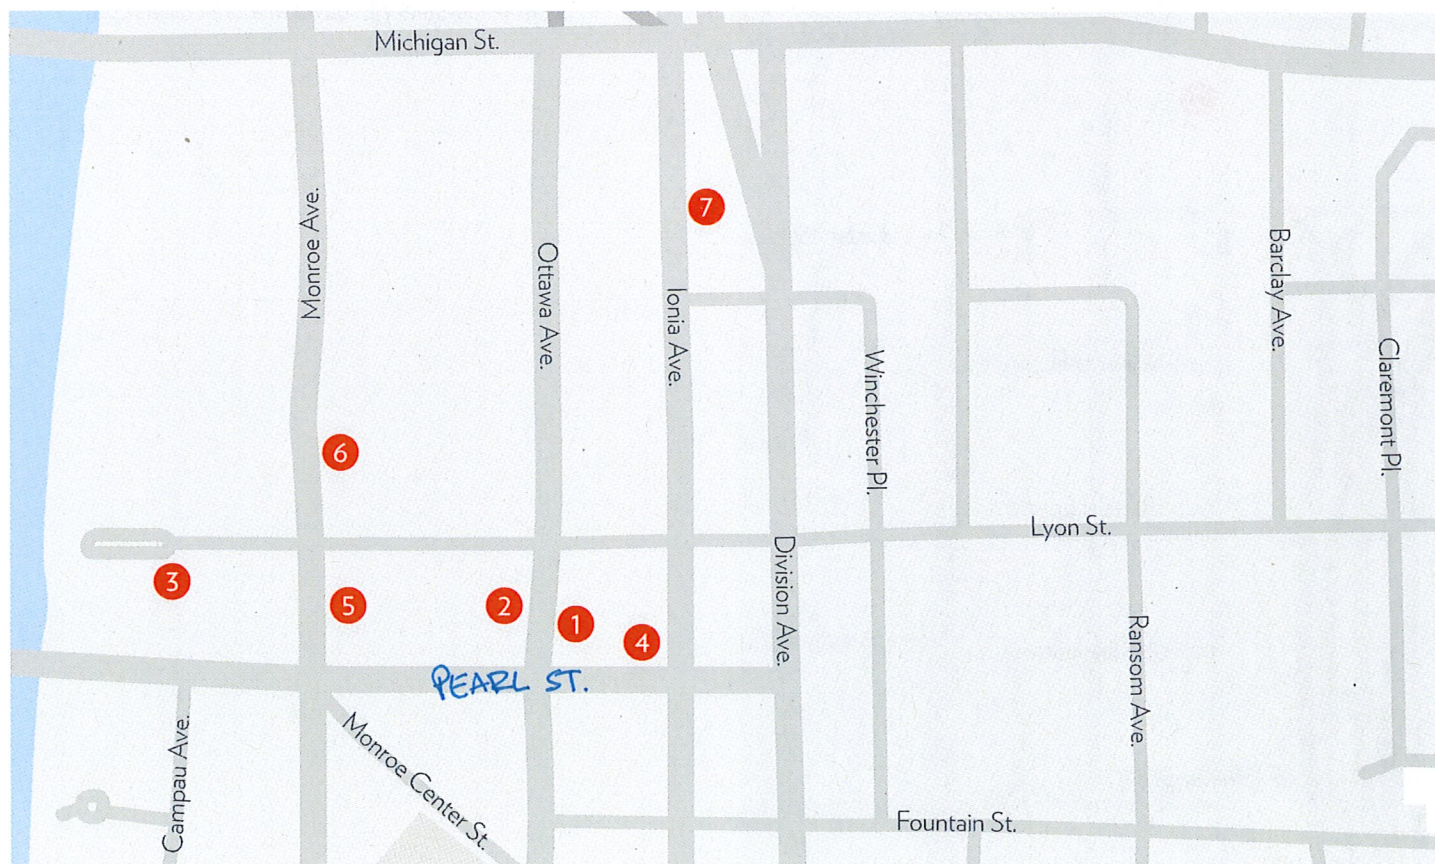 Michigan St.
Monroe Ave.
Ottawa Ave.
Ionia Ave.
7
Barclay Ave.
Claremont Pl.
Winchester Pl.
6
Lyon St.
Division Ave.
3
5
2
1
4
Ransom Ave.
PEARL ST.
Campau Ave.
Monroe Center St.
Fountain St.